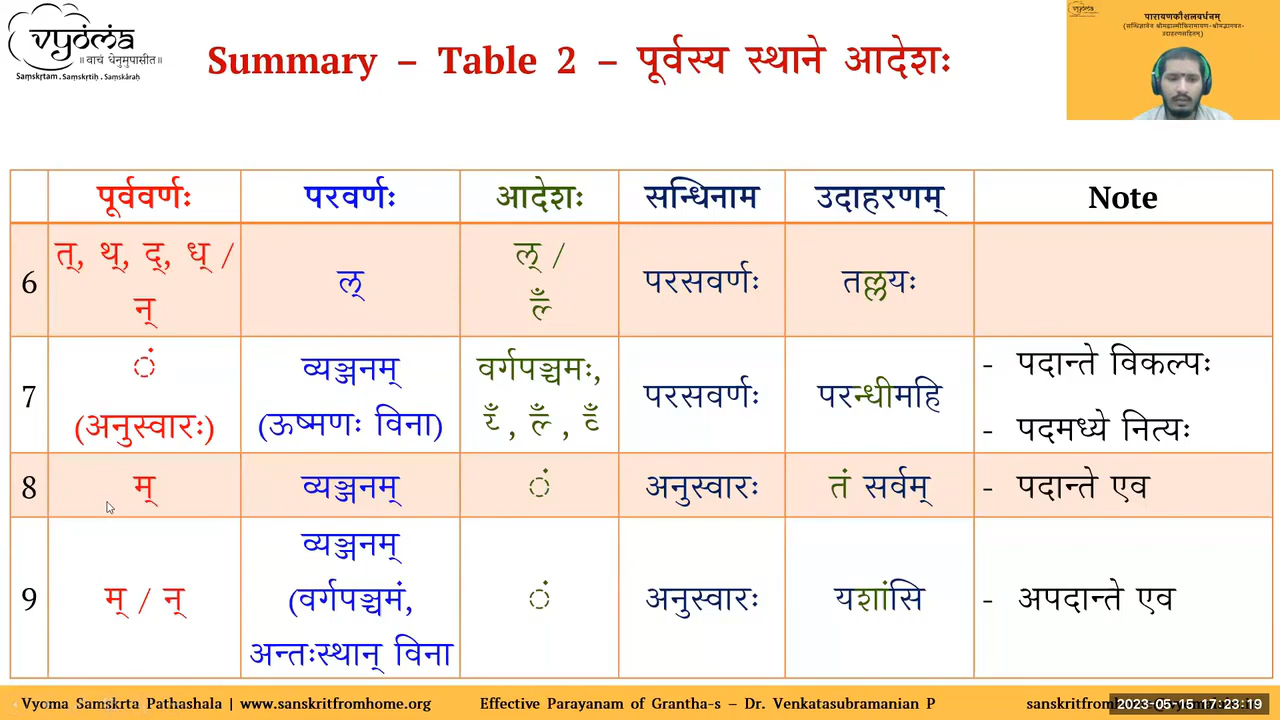 vyoma
॥ वाचं धेनुमुपासीत ॥
Saṃskṛtam . Saṃskṛtiḥ . Saṃskāraḥ
Summary – Table 2 – पूर्वस्य स्थाने आदेशः
पारायणकौशलवर्धनम्
पूर्ववर्णः परवर्णः आदेशः सन्धिनाम उदाहरणम् Note
6 त्, थ्, द्, ध् / न् ल् ल् / ल्ँ परसवर्णः तल्लयः
7 ं (अनुस्वारः) व्यञ्जनम् (ऊष्मणः विना) वर्गपञ्चमः, य्ँ , ल्ँ , व्ँ परसवर्णः परन्धीमहि - पदान्ते विकल्पः - पदमध्ये नित्यः
8 म् व्यञ्जनम् ं अनुस्वारः तं सर्वम् - पदान्ते एव
9 म् / न् व्यञ्जनम् (वर्गपञ्चमं, अन्तःस्थान् विना ं अनुस्वारः यशांसि - अपदान्ते एव
Vyoma Samskrta Pathashala | www.sanskritfromhome.org Effective Parayanam of Grantha-s – Dr. Venkatasubramanian P
2023-05-15 17:23:19